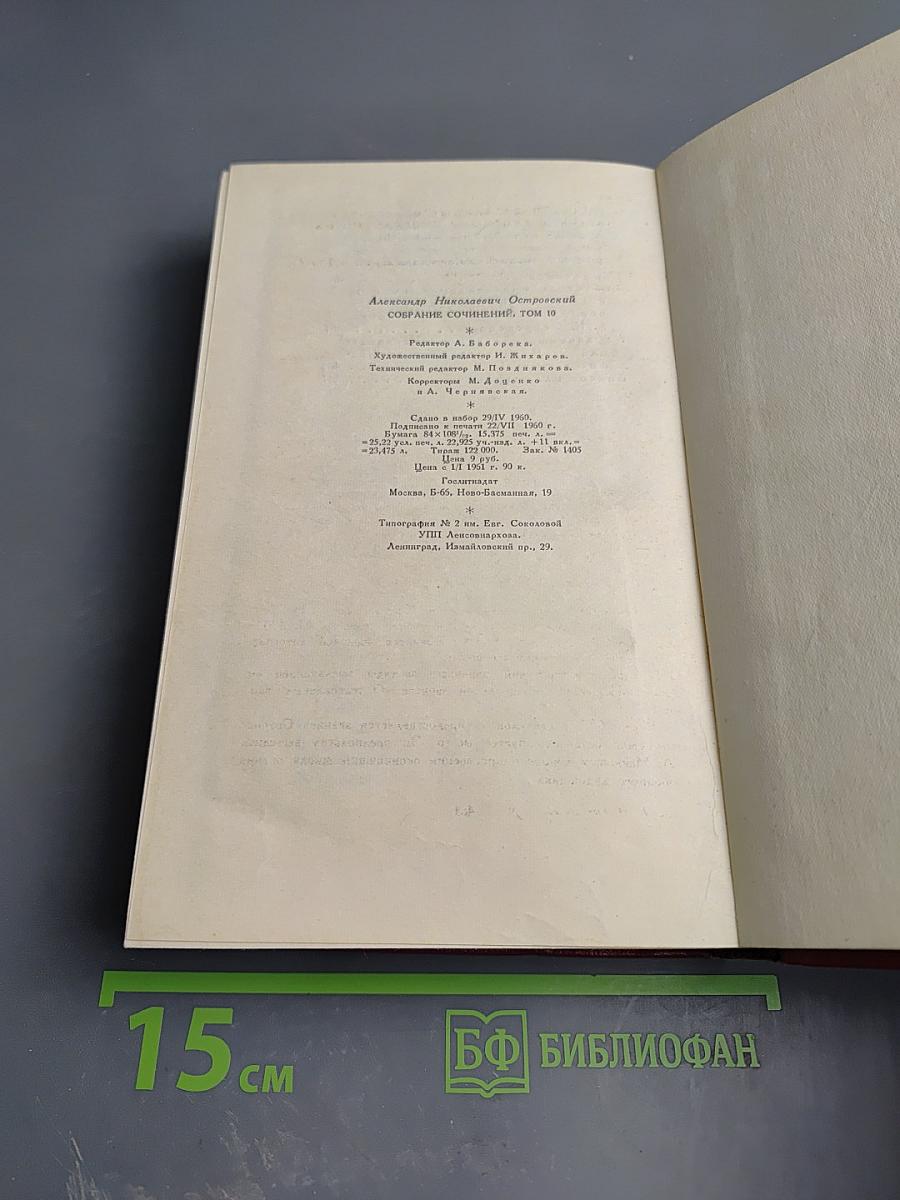 Александр Николаевич Островский
СОБРАНИЕ СОЧИНЕНИЙ, ТОМ 10
*
Редактор А. Баборека.
Художественный редактор И. Жихарев.
Технический редактор М. Позднякова.
Корректоры М. Доценко
и А. Чернявская.
*
Сдано в набор 29/IV 1960.
Подписано к печати 22/VII 1960 г.
Бумага 84×108¹/₃₂. 15,375 печ. л. =
=25,22 усл. печ. л. 22,925 уч.-изд. л. +11 вкл.=
=23,475 л. Тираж 122 000. Зак. № 1405
Цена 9 руб.
Цена с 1/I 1961 г. 90 к.
Гослитиздат
Москва, Б-66, Ново-Басманная, 19
*
Типография № 2 им. Евг. Соколовой
УПП Ленсовнархоза.
Ленинград, Измайловский пр., 29.
15 см
БФ БИБЛИОФАН